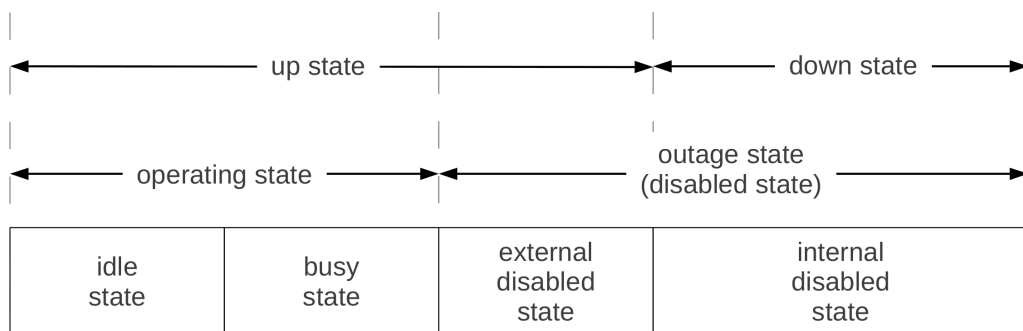 up state
down state
operating state
outage state
(disabled state)
idle
state
busy
state
external
disabled
state
internal
disabled
state